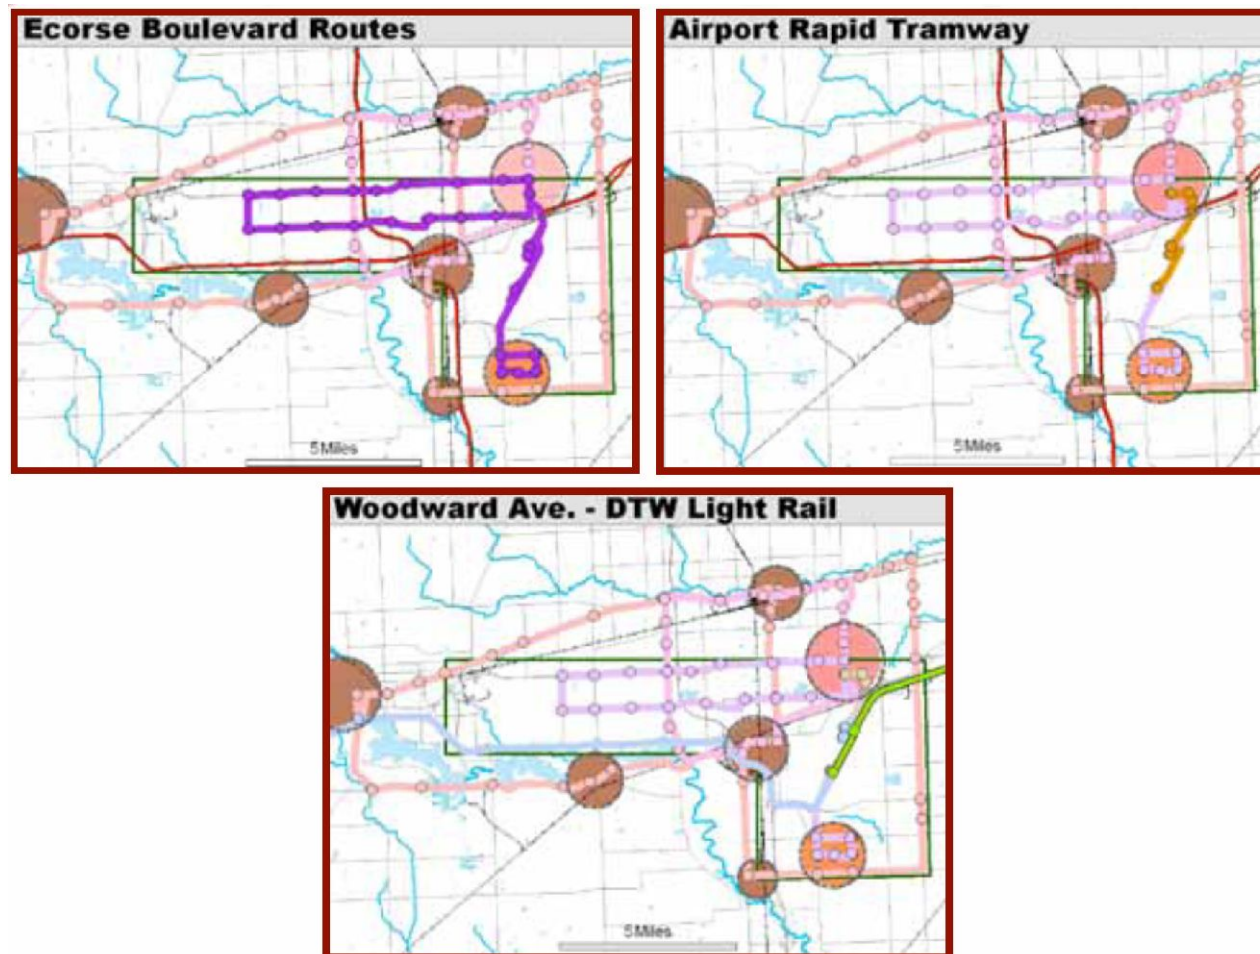 Ecorse Boulevard Routes
Airport Rapid Tramway
5Miles
5Miles
Woodward Ave. - DTW Light Rail
5Miles